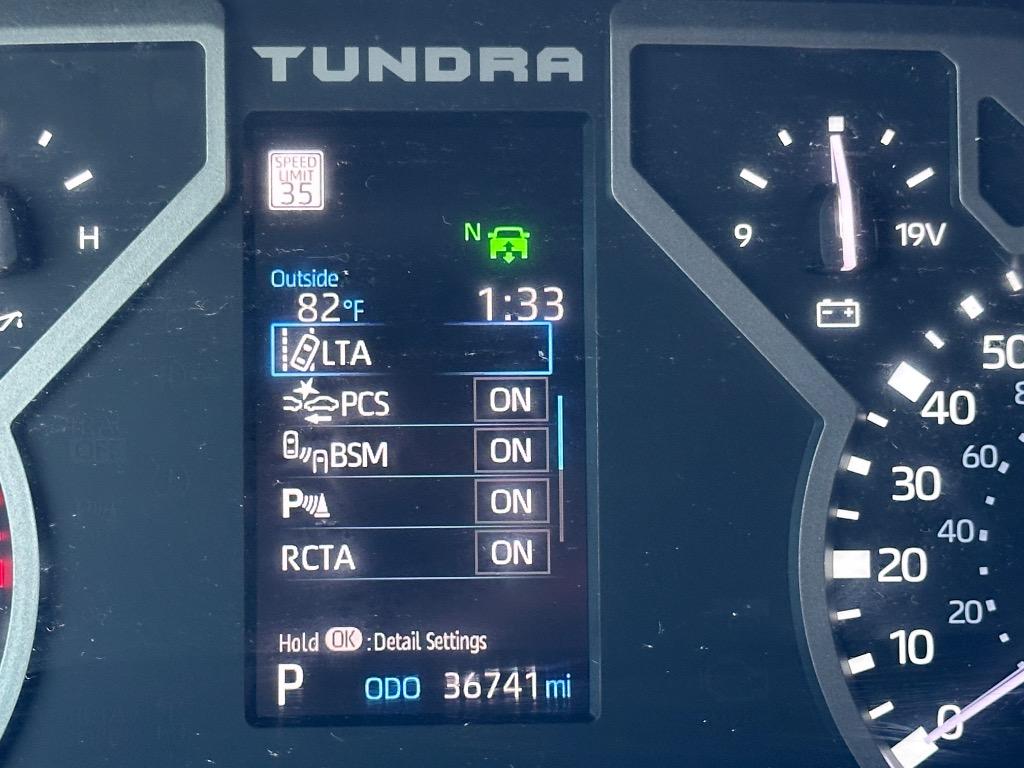 TUNDRA
SPEED
LIMIT
35
N
Outside
82°F
1:33
LTA
PCS ON
BSM ON
P ON
RCTA ON
Hold OK : Detail Settings
P ODO 36741 mi
H
9
19V
50
40
30
20
10
0
60
40
20